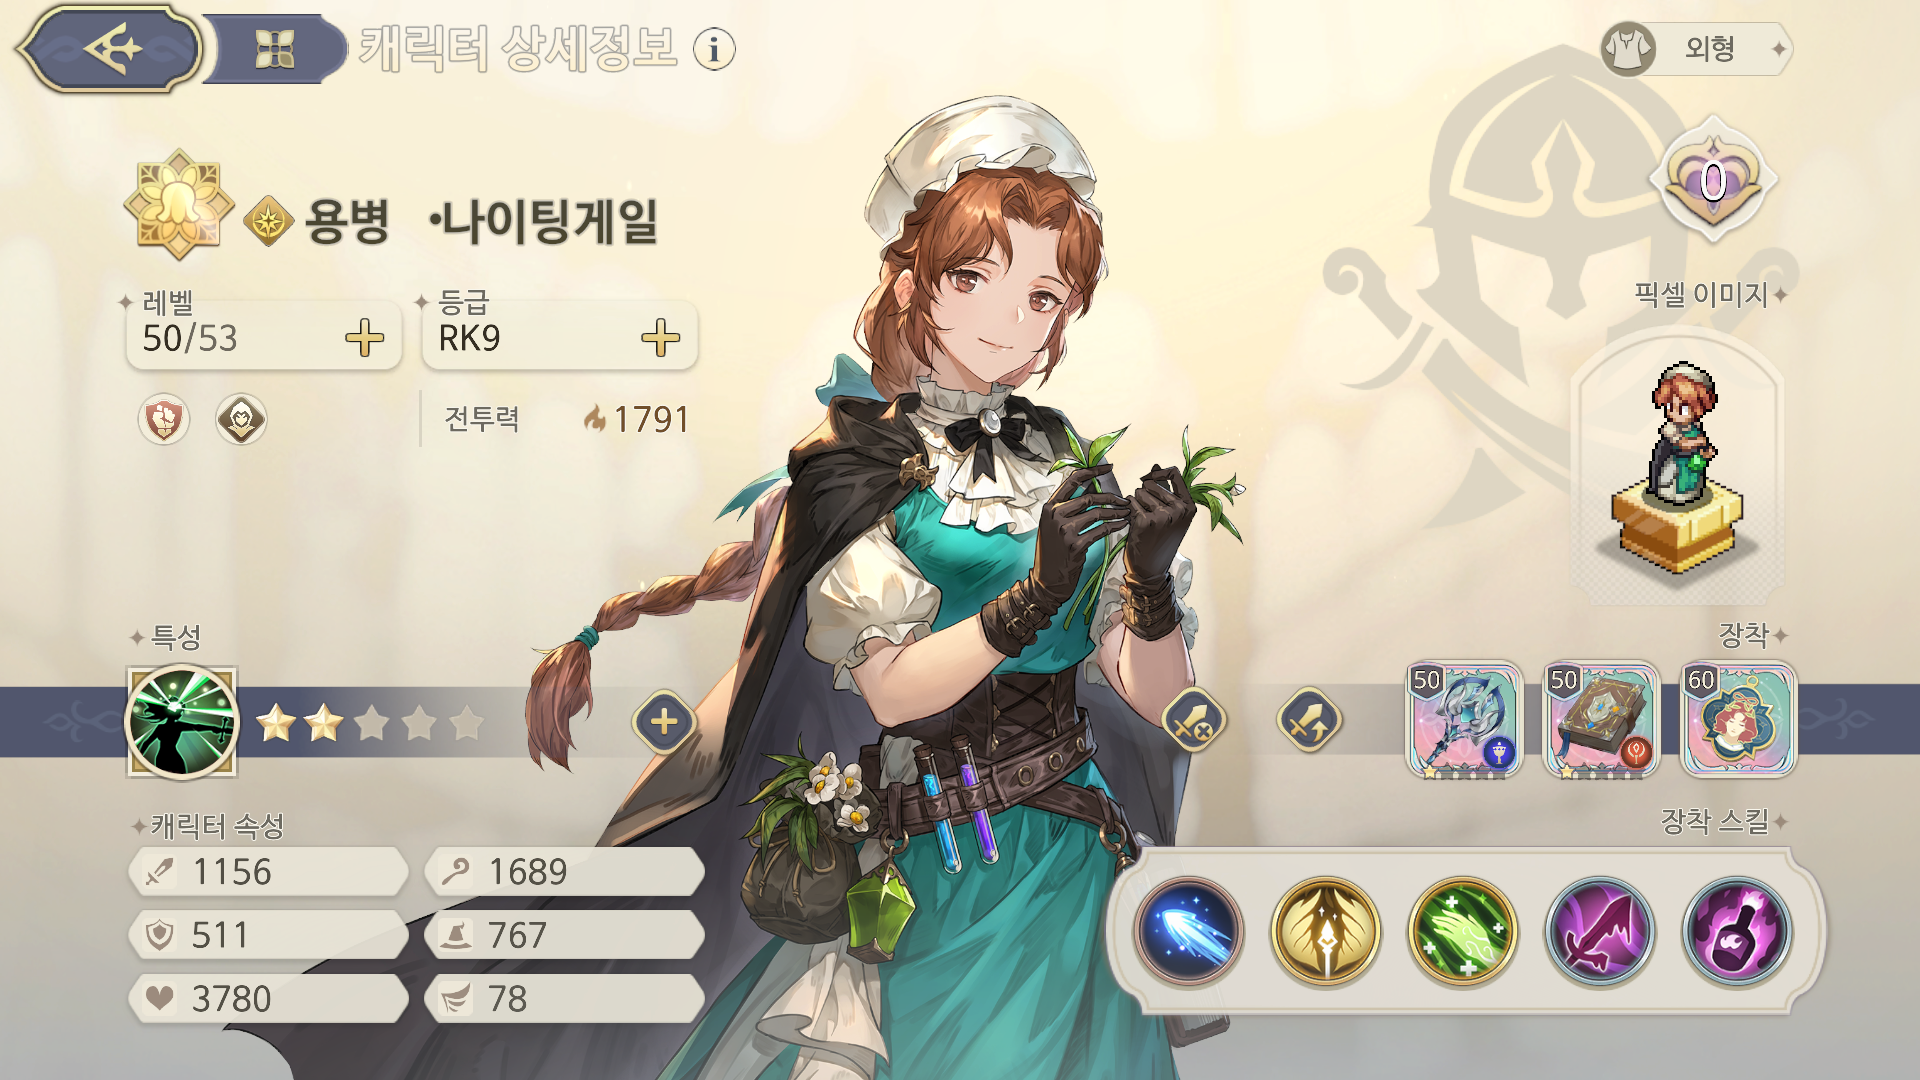 캐릭터 상세정보 i
외형
용병 •나이팅게일
0
레벨
50/53
등급
RK9
전투력 1791
픽셀 이미지
특성
장착
50
50
60
캐릭터 속성
장착 스킬
1156
1689
511
767
3780
78